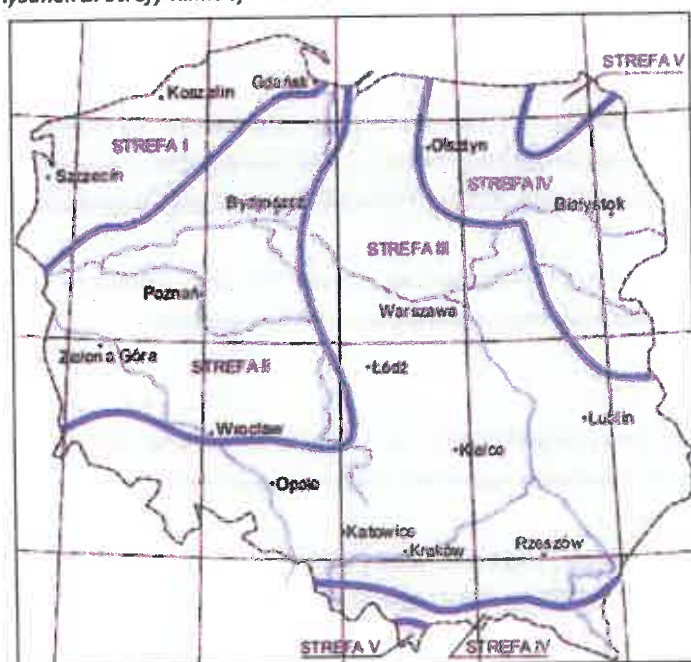 STREFA V
Gdańsk
Koszalin
STREFA I
Olsztyn
Szczecin
STREFA IV
Bydgoszcz
Białystok
STREFA III
Poznań
Warszawa
Zielona Góra
STREFA II
Łódź
Lublin
Wrocław
Kielce
Opole
Katowice
Kraków
Rzeszów
STREFA V
STREFA IV